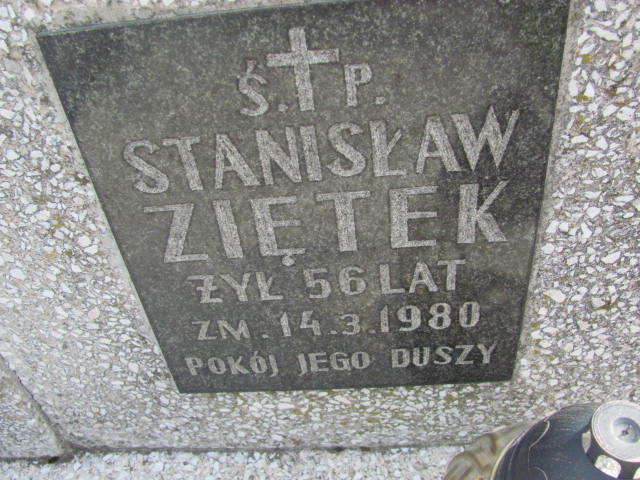 Ś. P.
STANISŁAW
ZIĘTEK
ŻYŁ 56 LAT
ZM. 14.3.1980
POKÓJ JEGO DUSZY